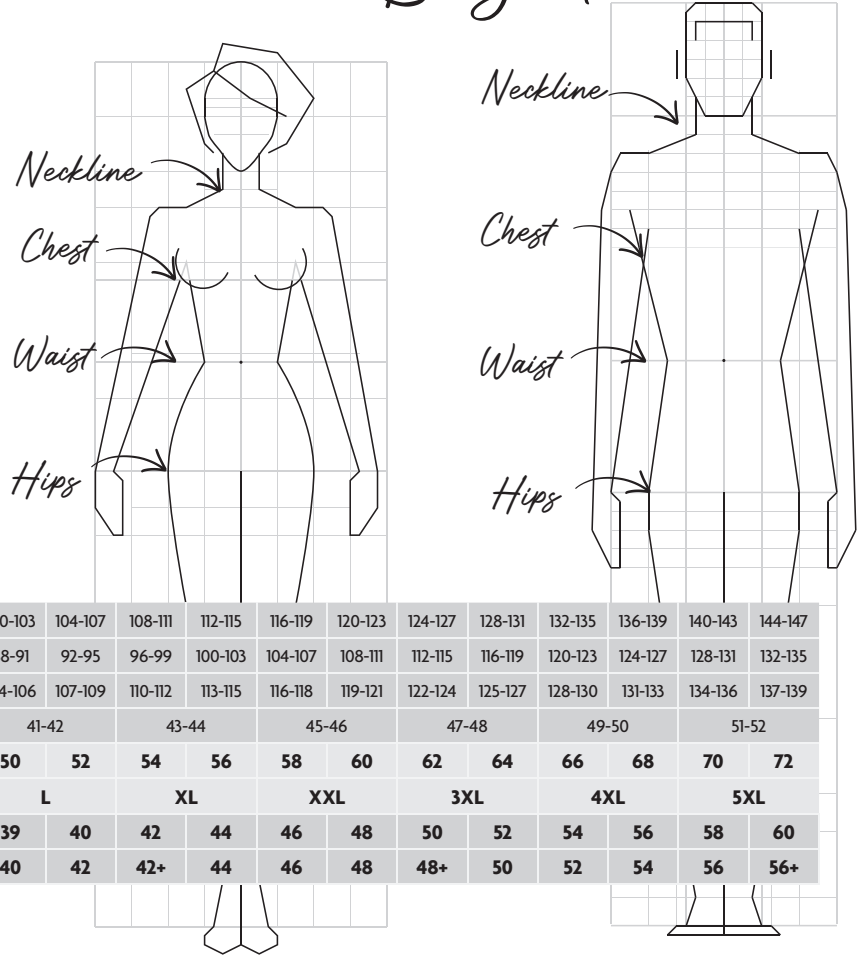 Neckline
Neckline
Chest
Chest
Waist
Waist
Hips
Hips
0-103 104-107 108-111 112-115 116-119 120-123 124-127 128-131 132-135 136-139 140-143 144-147
8-91 92-95 96-99 100-103 104-107 108-111 112-115 116-119 120-123 124-127 128-131 132-135
4-106 107-109 110-112 113-115 116-118 119-121 122-124 125-127 128-130 131-133 134-136 137-139
41-42 43-44 45-46 47-48 49-50 51-52
50 52 54 56 58 60 62 64 66 68 70 72
L XL XXL 3XL 4XL 5XL
39 40 42 44 46 48 50 52 54 56 58 60
40 42 42+ 44 46 48 48+ 50 52 54 56 56+